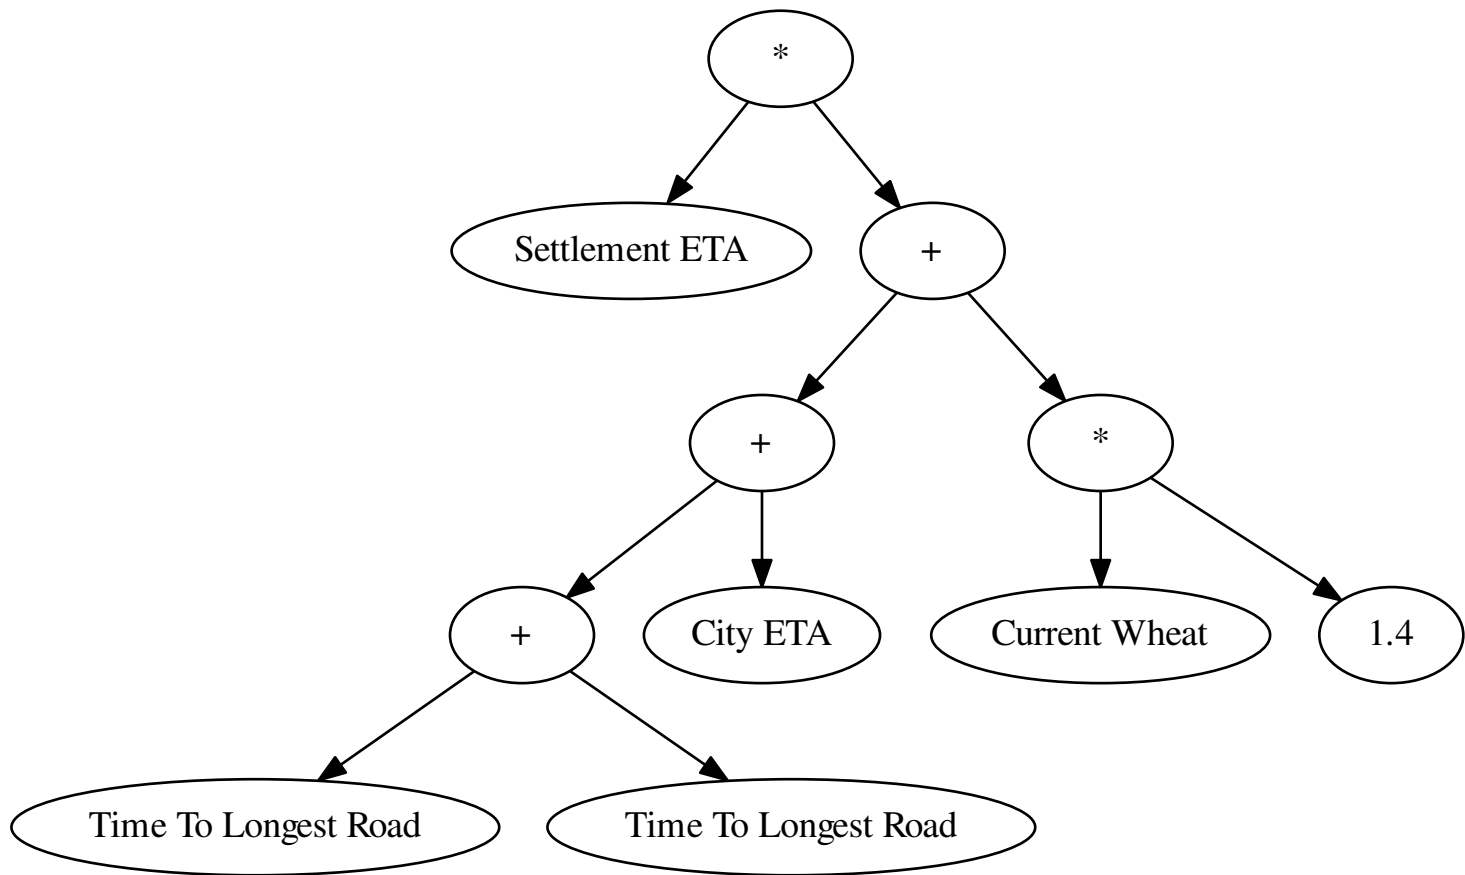 *
Settlement ETA
+
+
*
+
City ETA
Current Wheat
1.4
Time To Longest Road
Time To Longest Road